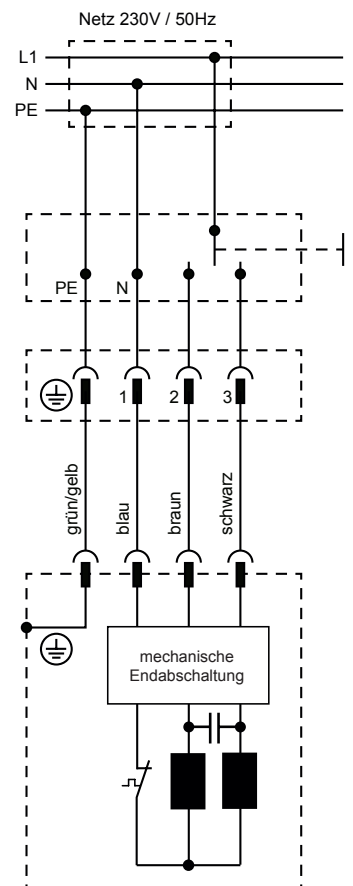 Netz 230V / 50Hz
L1
N
PE
PE
N
1
2
3
grün/gelb
blau
braun
schwarz
mechanische
Endabschaltung